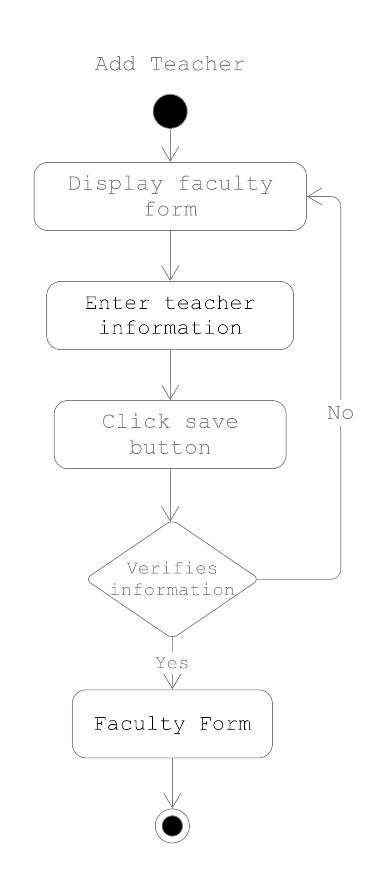 Add Teacher
Display faculty
form
Enter teacher
information
Click save
button
No
Verifies
information
Yes
Faculty Form